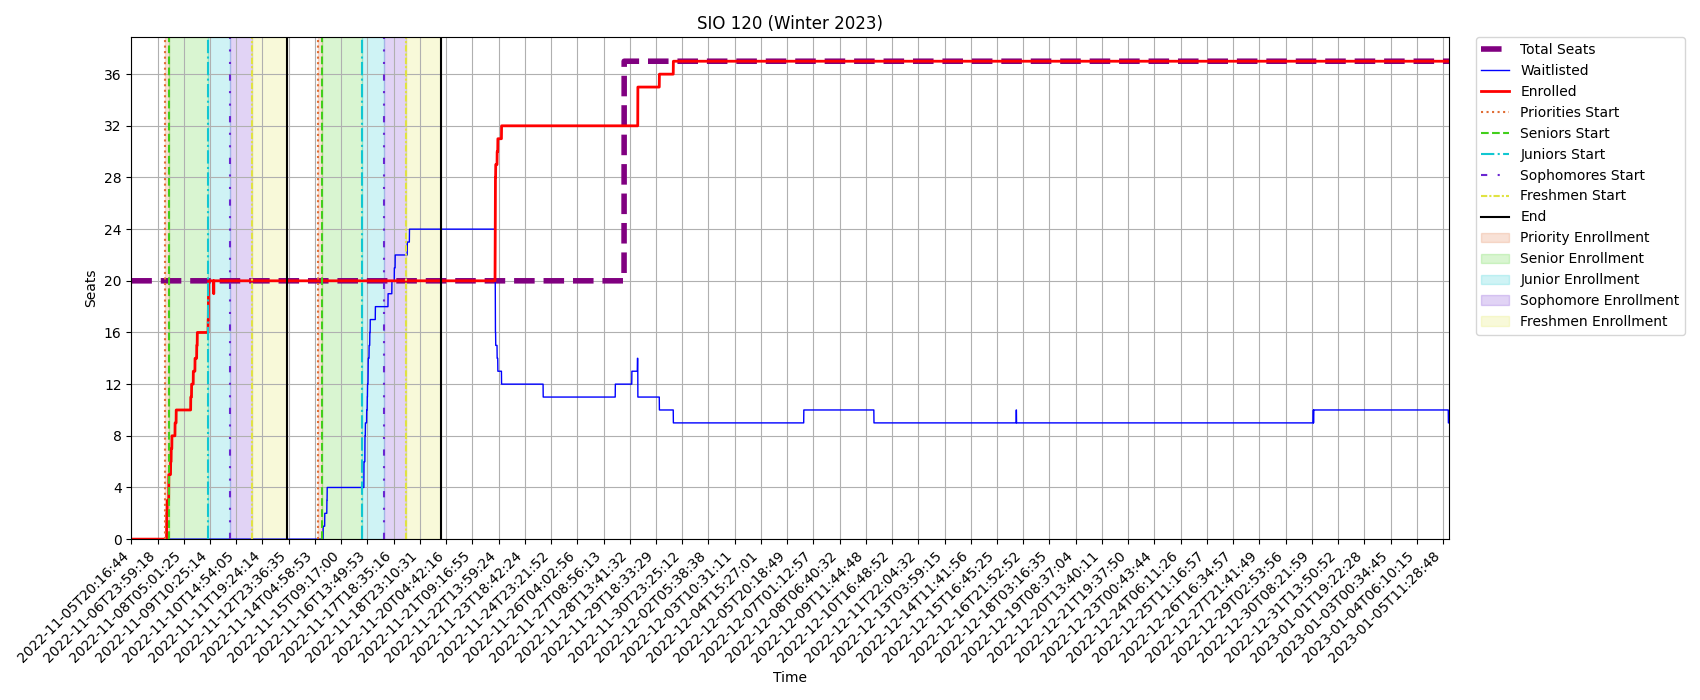 SIO 120 (Winter 2023)
Seats
36
32
28
24
20
16
12
8
4
0
2022-11-05T20:16:44
2022-11-06T23:59:18
2022-11-08T05:01:25
2022-11-09T10:25:14
2022-11-10T14:54:05
2022-11-11T19:24:14
2022-11-12T23:36:35
2022-11-14T04:58:53
2022-11-15T09:17:00
2022-11-16T13:49:53
2022-11-17T18:35:16
2022-11-18T23:10:31
2022-11-20T04:42:16
2022-11-21T09:16:55
2022-11-22T13:59:24
2022-11-23T18:42:24
2022-11-24T23:21:52
2022-11-26T04:02:56
2022-11-27T08:56:13
2022-11-28T13:41:32
2022-11-29T18:33:29
2022-11-30T23:25:12
2022-12-02T05:38:38
2022-12-03T10:31:11
2022-12-04T15:27:01
2022-12-05T20:18:49
2022-12-07T01:12:57
2022-12-08T06:40:32
2022-12-09T11:44:48
2022-12-10T16:48:52
2022-12-11T22:04:32
2022-12-13T03:59:15
2022-12-14T11:41:56
2022-12-15T16:45:25
2022-12-16T21:52:52
2022-12-18T03:16:35
2022-12-19T08:37:04
2022-12-20T13:40:11
2022-12-21T19:37:50
2022-12-23T00:43:44
2022-12-24T06:11:26
2022-12-25T11:16:57
2022-12-26T16:34:57
2022-12-27T21:41:49
2022-12-29T02:53:56
2022-12-30T08:21:59
2022-12-31T13:50:52
2023-01-01T19:22:28
2023-01-03T00:34:45
2023-01-04T06:10:15
2023-01-05T11:28:48
Time
Total Seats
Waitlisted
Enrolled
Priorities Start
Seniors Start
Juniors Start
Sophomores Start
Freshmen Start
End
Priority Enrollment
Senior Enrollment
Junior Enrollment
Sophomore Enrollment
Freshmen Enrollment